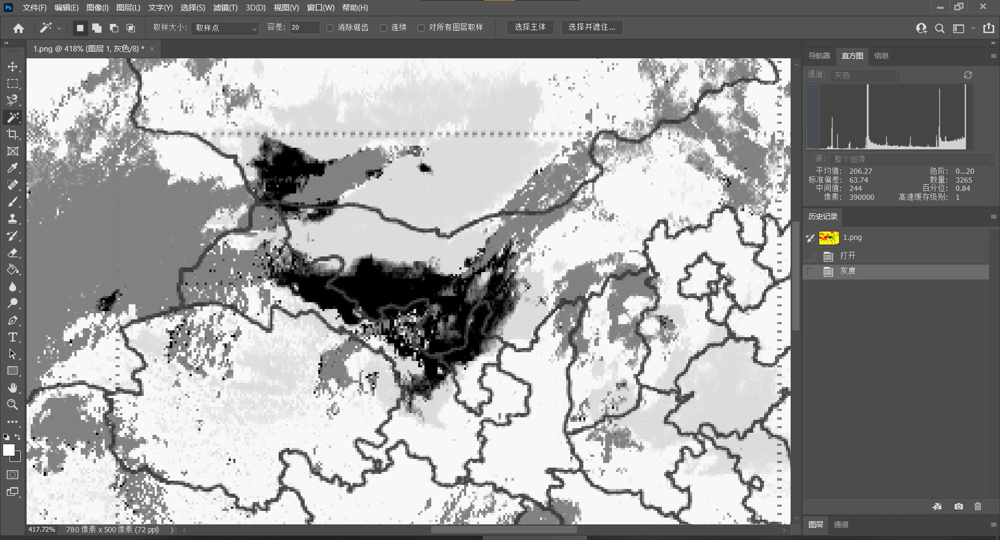 Ps 文件(F) 编辑(E) 图像(I) 图层(L) 文字(Y) 选择(S) 滤镜(T) 3D(D) 视图(V) 窗口(W) 帮助(H)
取样大小: 取样点 容差: 20 消除锯齿 连续 对所有图层取样 选择主体 选择并遮住...
1.png @ 418% (图层 1, 灰色/8) *
导航器 直方图 信息
通道: 灰色
源: 整个图像
平均值: 206.27 色阶: 0...20
标准偏差: 63.74 数量: 3265
中间值: 244 百分位: 0.84
像素: 390000 高速缓存级别: 1
历史记录
1.png
打开
灰度
图层 通道
417.72% 780 像素 x 500 像素 (72 ppi)